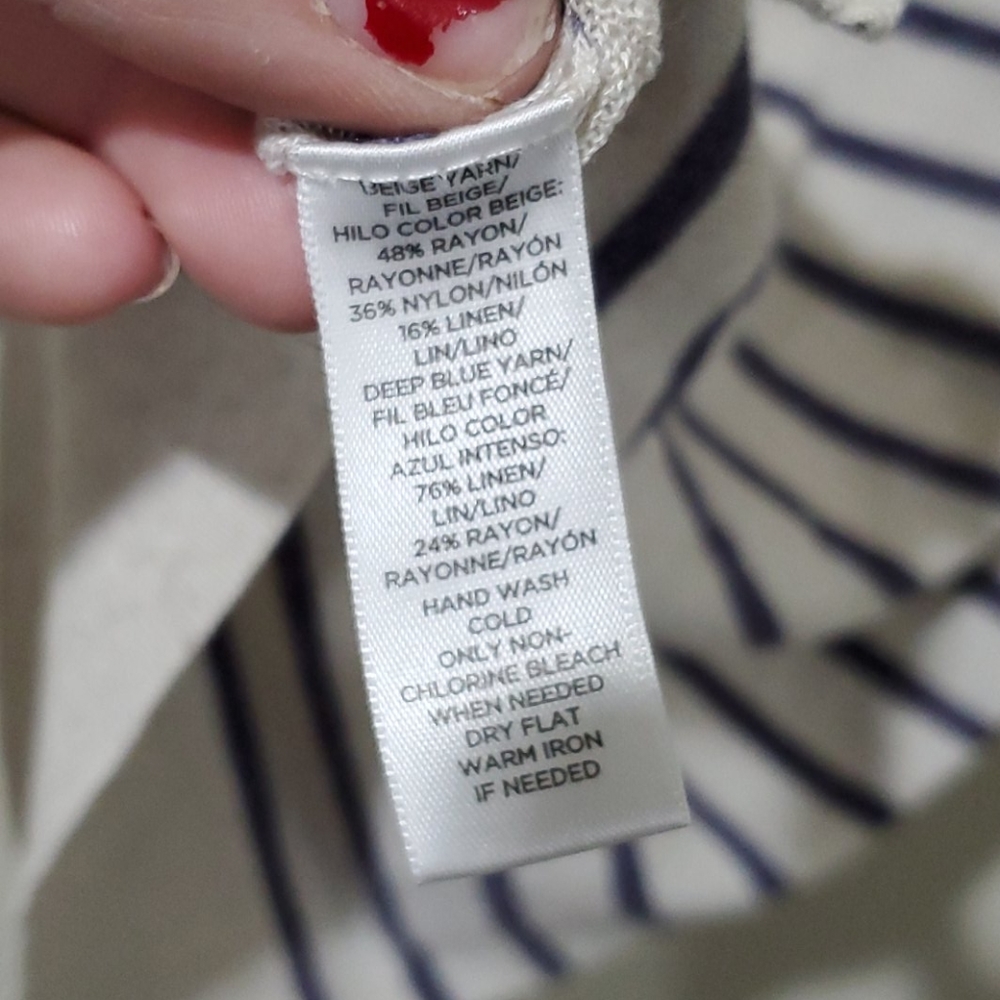 BEIGE YARN/
FIL BEIGE/
HILO COLOR BEIGE:
48% RAYON/
RAYONNE/RAYÓN
36% NYLON/NILÓN
16% LINEN/
LIN/LINO
DEEP BLUE YARN/
FIL BLEU FONCÉ/
HILO COLOR
AZUL INTENSO:
76% LINEN/
LIN/LINO
24% RAYON/
RAYONNE/RAYÓN
HAND WASH
COLD
ONLY NON-
CHLORINE BLEACH
WHEN NEEDED
DRY FLAT
WARM IRON
IF NEEDED